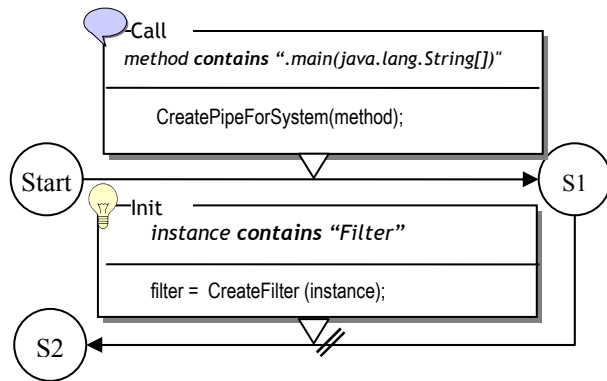 Call
method contains “.main(java.lang.String[])"
CreatePipeForSystem(method);
Start
S1
Init
instance contains “Filter”
filter = CreateFilter (instance);
S2